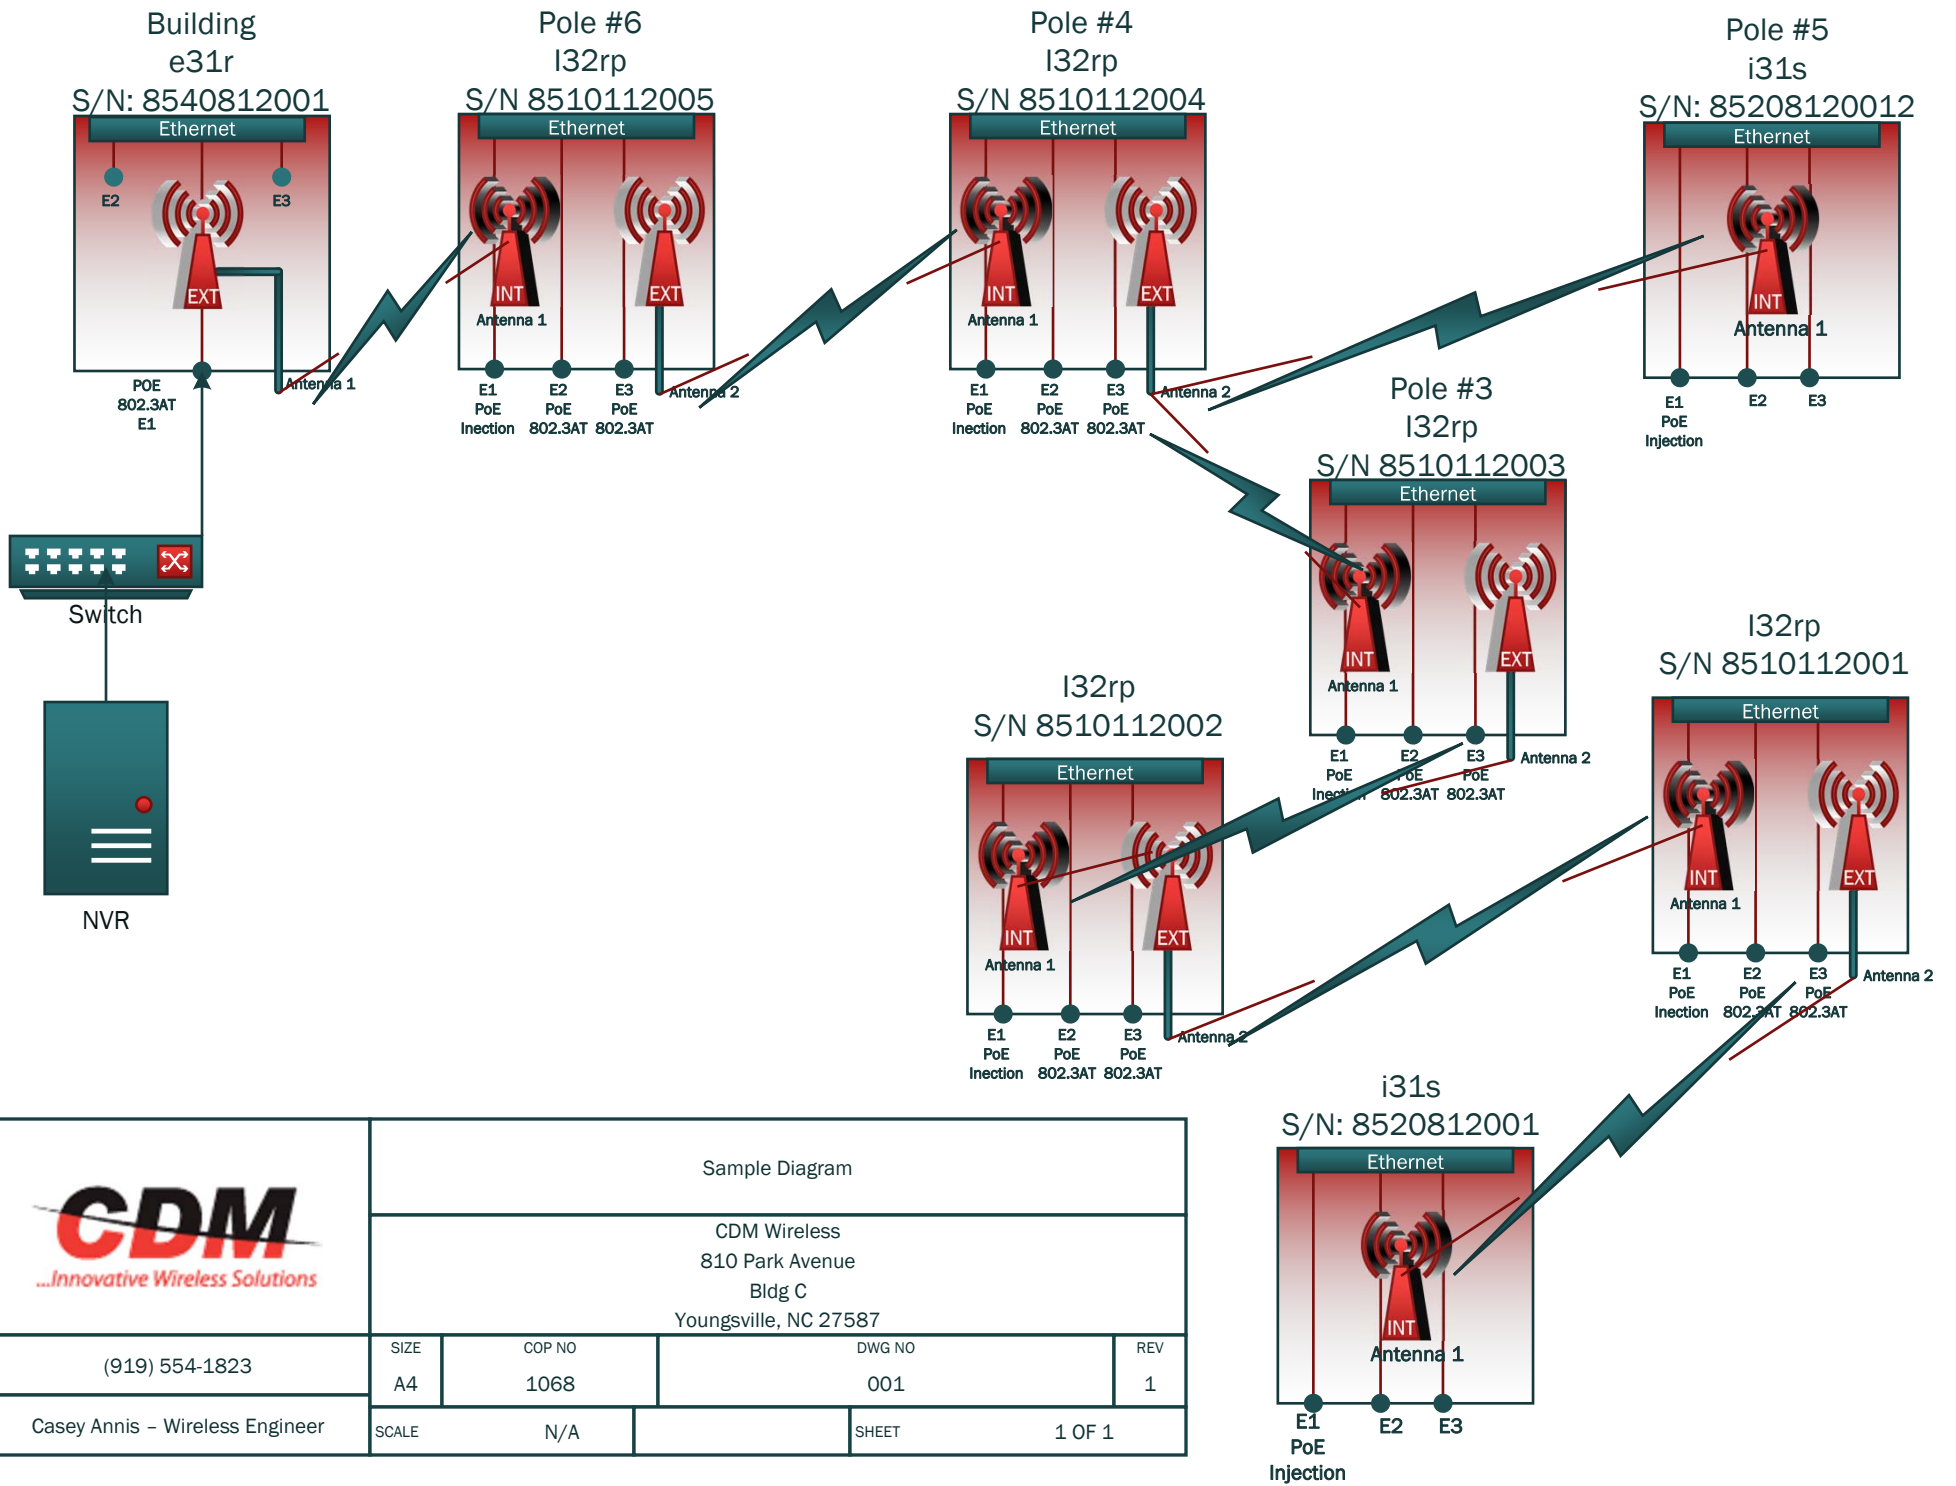 Building
e31r
S/N: 8540812001
Ethernet
E2
E3
EXT
Antenna 1
POE
802.3AT
E1
Switch
NVR
Pole #6
I32rp
S/N 8510112005
Ethernet
INT
EXT
Antenna 1
E1
PoE
Inection
E2
PoE
802.3AT
E3
PoE
802.3AT
Antenna 2
Pole #4
I32rp
S/N 8510112004
Ethernet
INT
EXT
Antenna 1
E1
PoE
Inection
E2
PoE
802.3AT
E3
PoE
802.3AT
Antenna 2
Pole #5
i31s
S/N: 85208120012
Ethernet
INT
Antenna 1
E1
PoE
Injection
E2
E3
Pole #3
I32rp
S/N 8510112003
Ethernet
INT
EXT
Antenna 1
E1
PoE
Inection
E2
PoE
802.3AT
E3
PoE
802.3AT
Antenna 2
I32rp
S/N 8510112002
Ethernet
INT
EXT
Antenna 1
E1
PoE
Inection
E2
PoE
802.3AT
E3
PoE
802.3AT
Antenna 2
I32rp
S/N 8510112001
Ethernet
INT
EXT
Antenna 1
E1
PoE
Inection
E2
PoE
802.3AT
E3
PoE
802.3AT
Antenna 2
i31s
S/N: 8520812001
Ethernet
INT
Antenna 1
E1
PoE
Injection
E2
E3
CDM
...Innovative Wireless Solutions
(919) 554-1823
Casey Annis – Wireless Engineer
Sample Diagram
CDM Wireless
810 Park Avenue
Bldg C
Youngsville, NC 27587
SIZE
A4
COP NO
1068
DWG NO
001
REV
1
SCALE
N/A
SHEET
1 OF 1